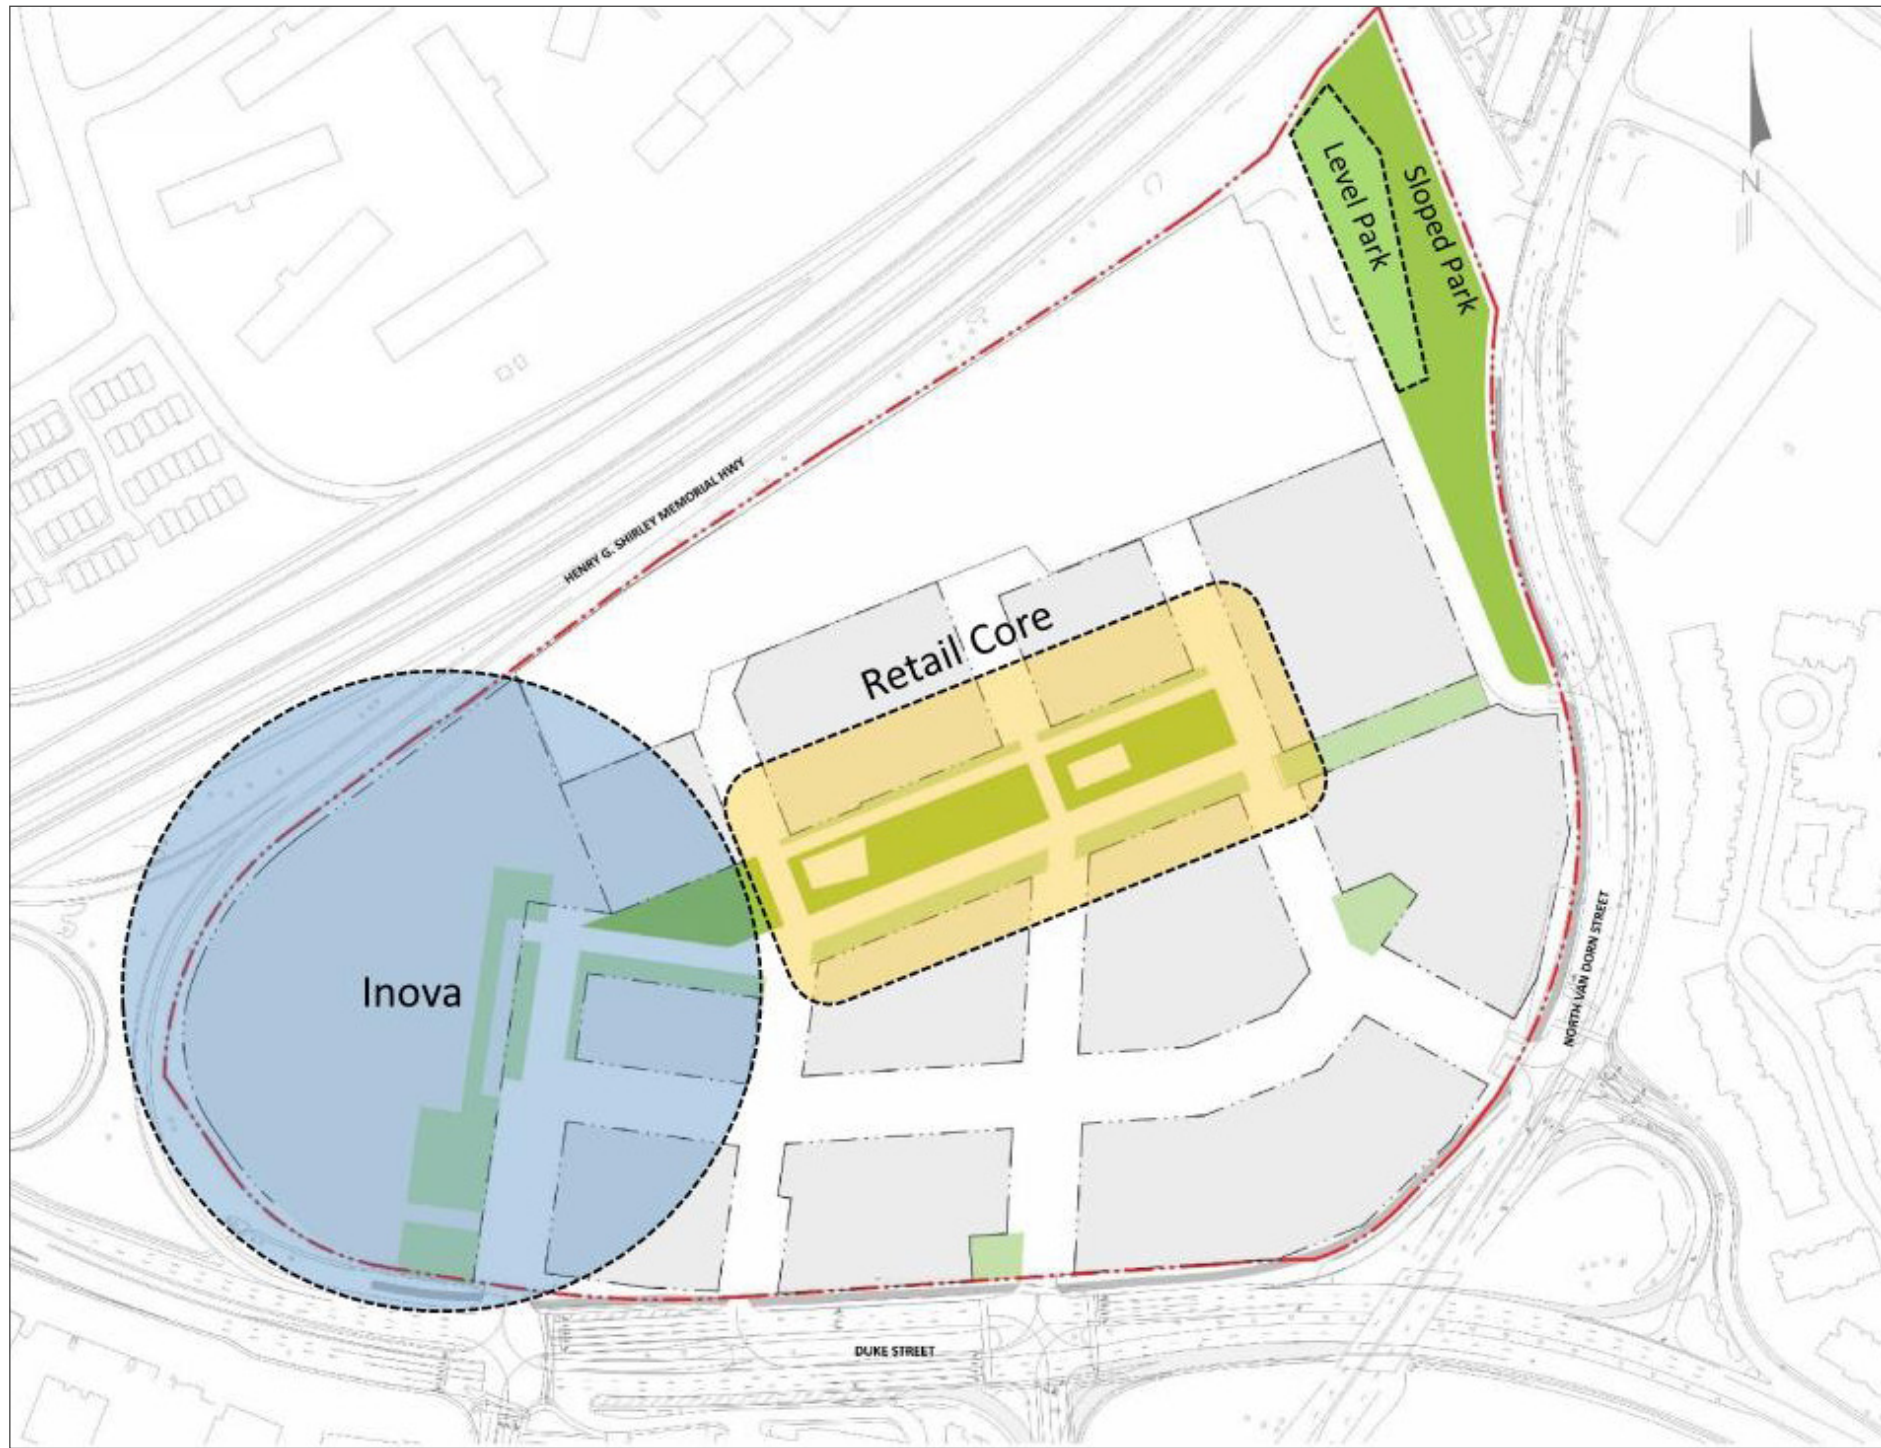 Level Park
Sloped Park
N
HENRY G. SHIRLEY MEMORIAL HWY
Retail Core
Inova
NORTH VAN DORN STREET
DUKE STREET